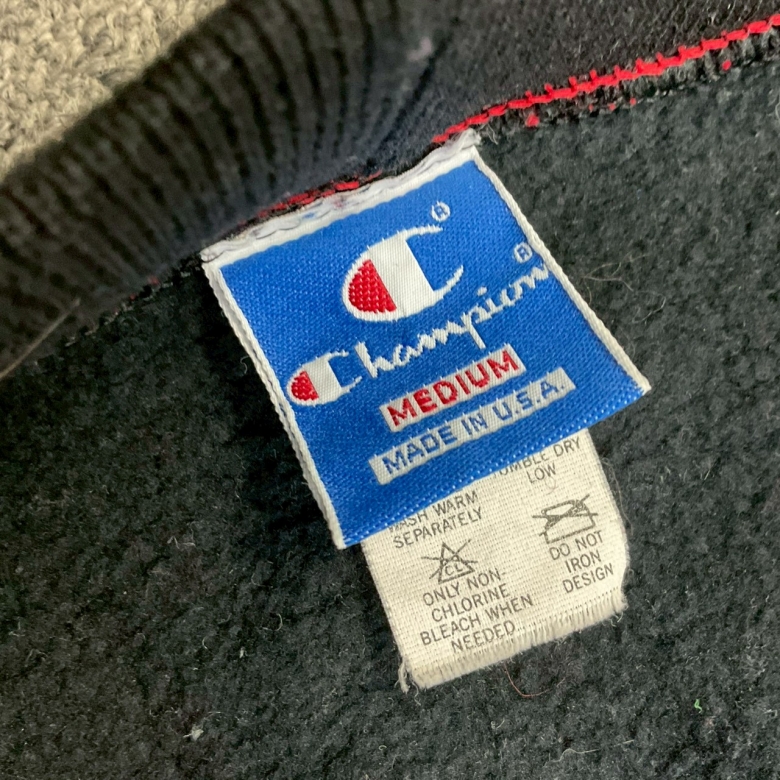 C®
Champion®
MEDIUM
MADE IN U.S.A.
TUMBLE DRY
LOW
WASH WARM
SEPARATELY
CL
ONLY NON-
CHLORINE
BLEACH WHEN
NEEDED
DO NOT
IRON
DESIGN